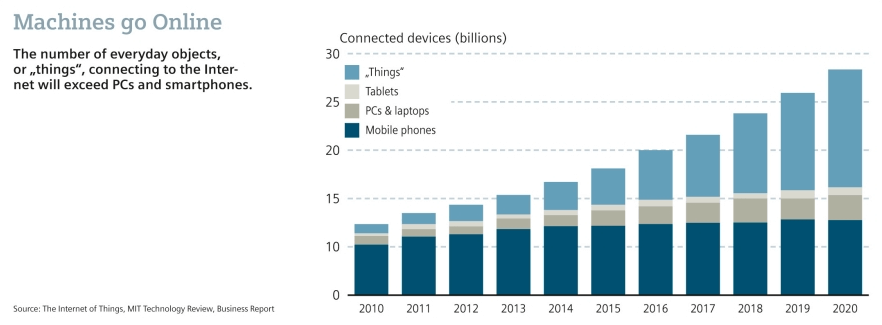 Machines go Online
The number of everyday objects,
or „things“, connecting to the Inter-
net will exceed PCs and smartphones.
Connected devices (billions)
30
25
20
15
10
0
„Things“
Tablets
PCs & laptops
Mobile phones
2010 2011 2012 2013 2014 2015 2016 2017 2018 2019 2020
Source: The Internet of Things, MIT Technology Review, Business Report